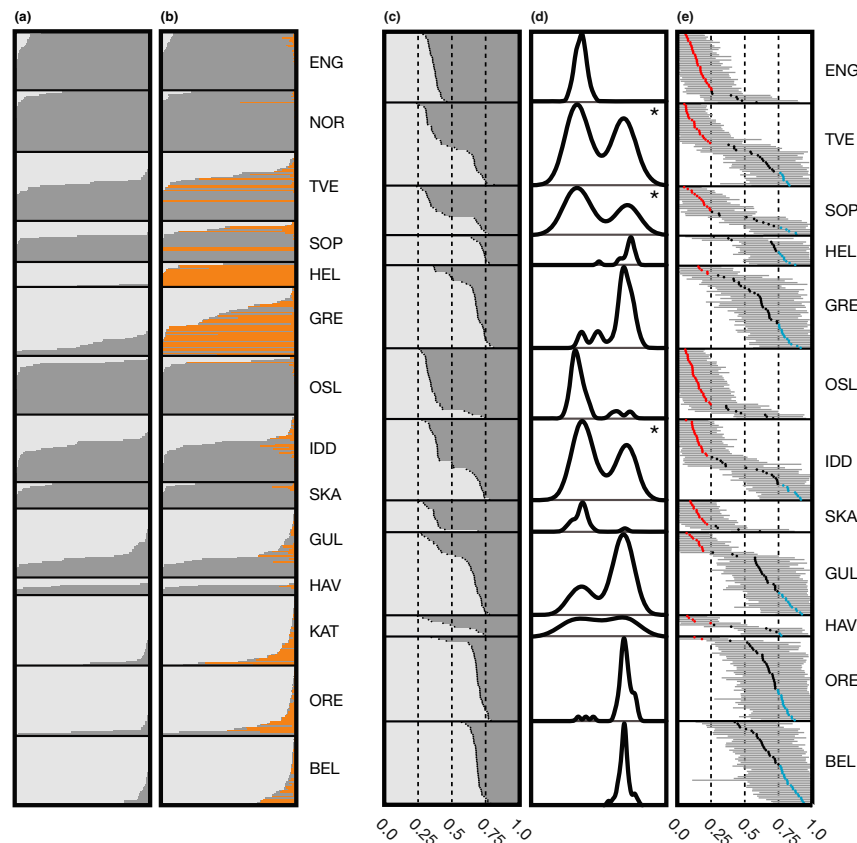 (a) (b) (c) (d) (e)
ENG
NOR
TVE
SOP
HEL
GRE
OSL
IDD
SKA
GUL
HAV
KAT
ORE
BEL
*
*
*
ENG
TVE
SOP
HEL
GRE
OSL
IDD
SKA
GUL
HAV
ORE
BEL
0.0 0.25 0.5 0.75 1.0 0.0 0.25 0.5 0.75 1.0